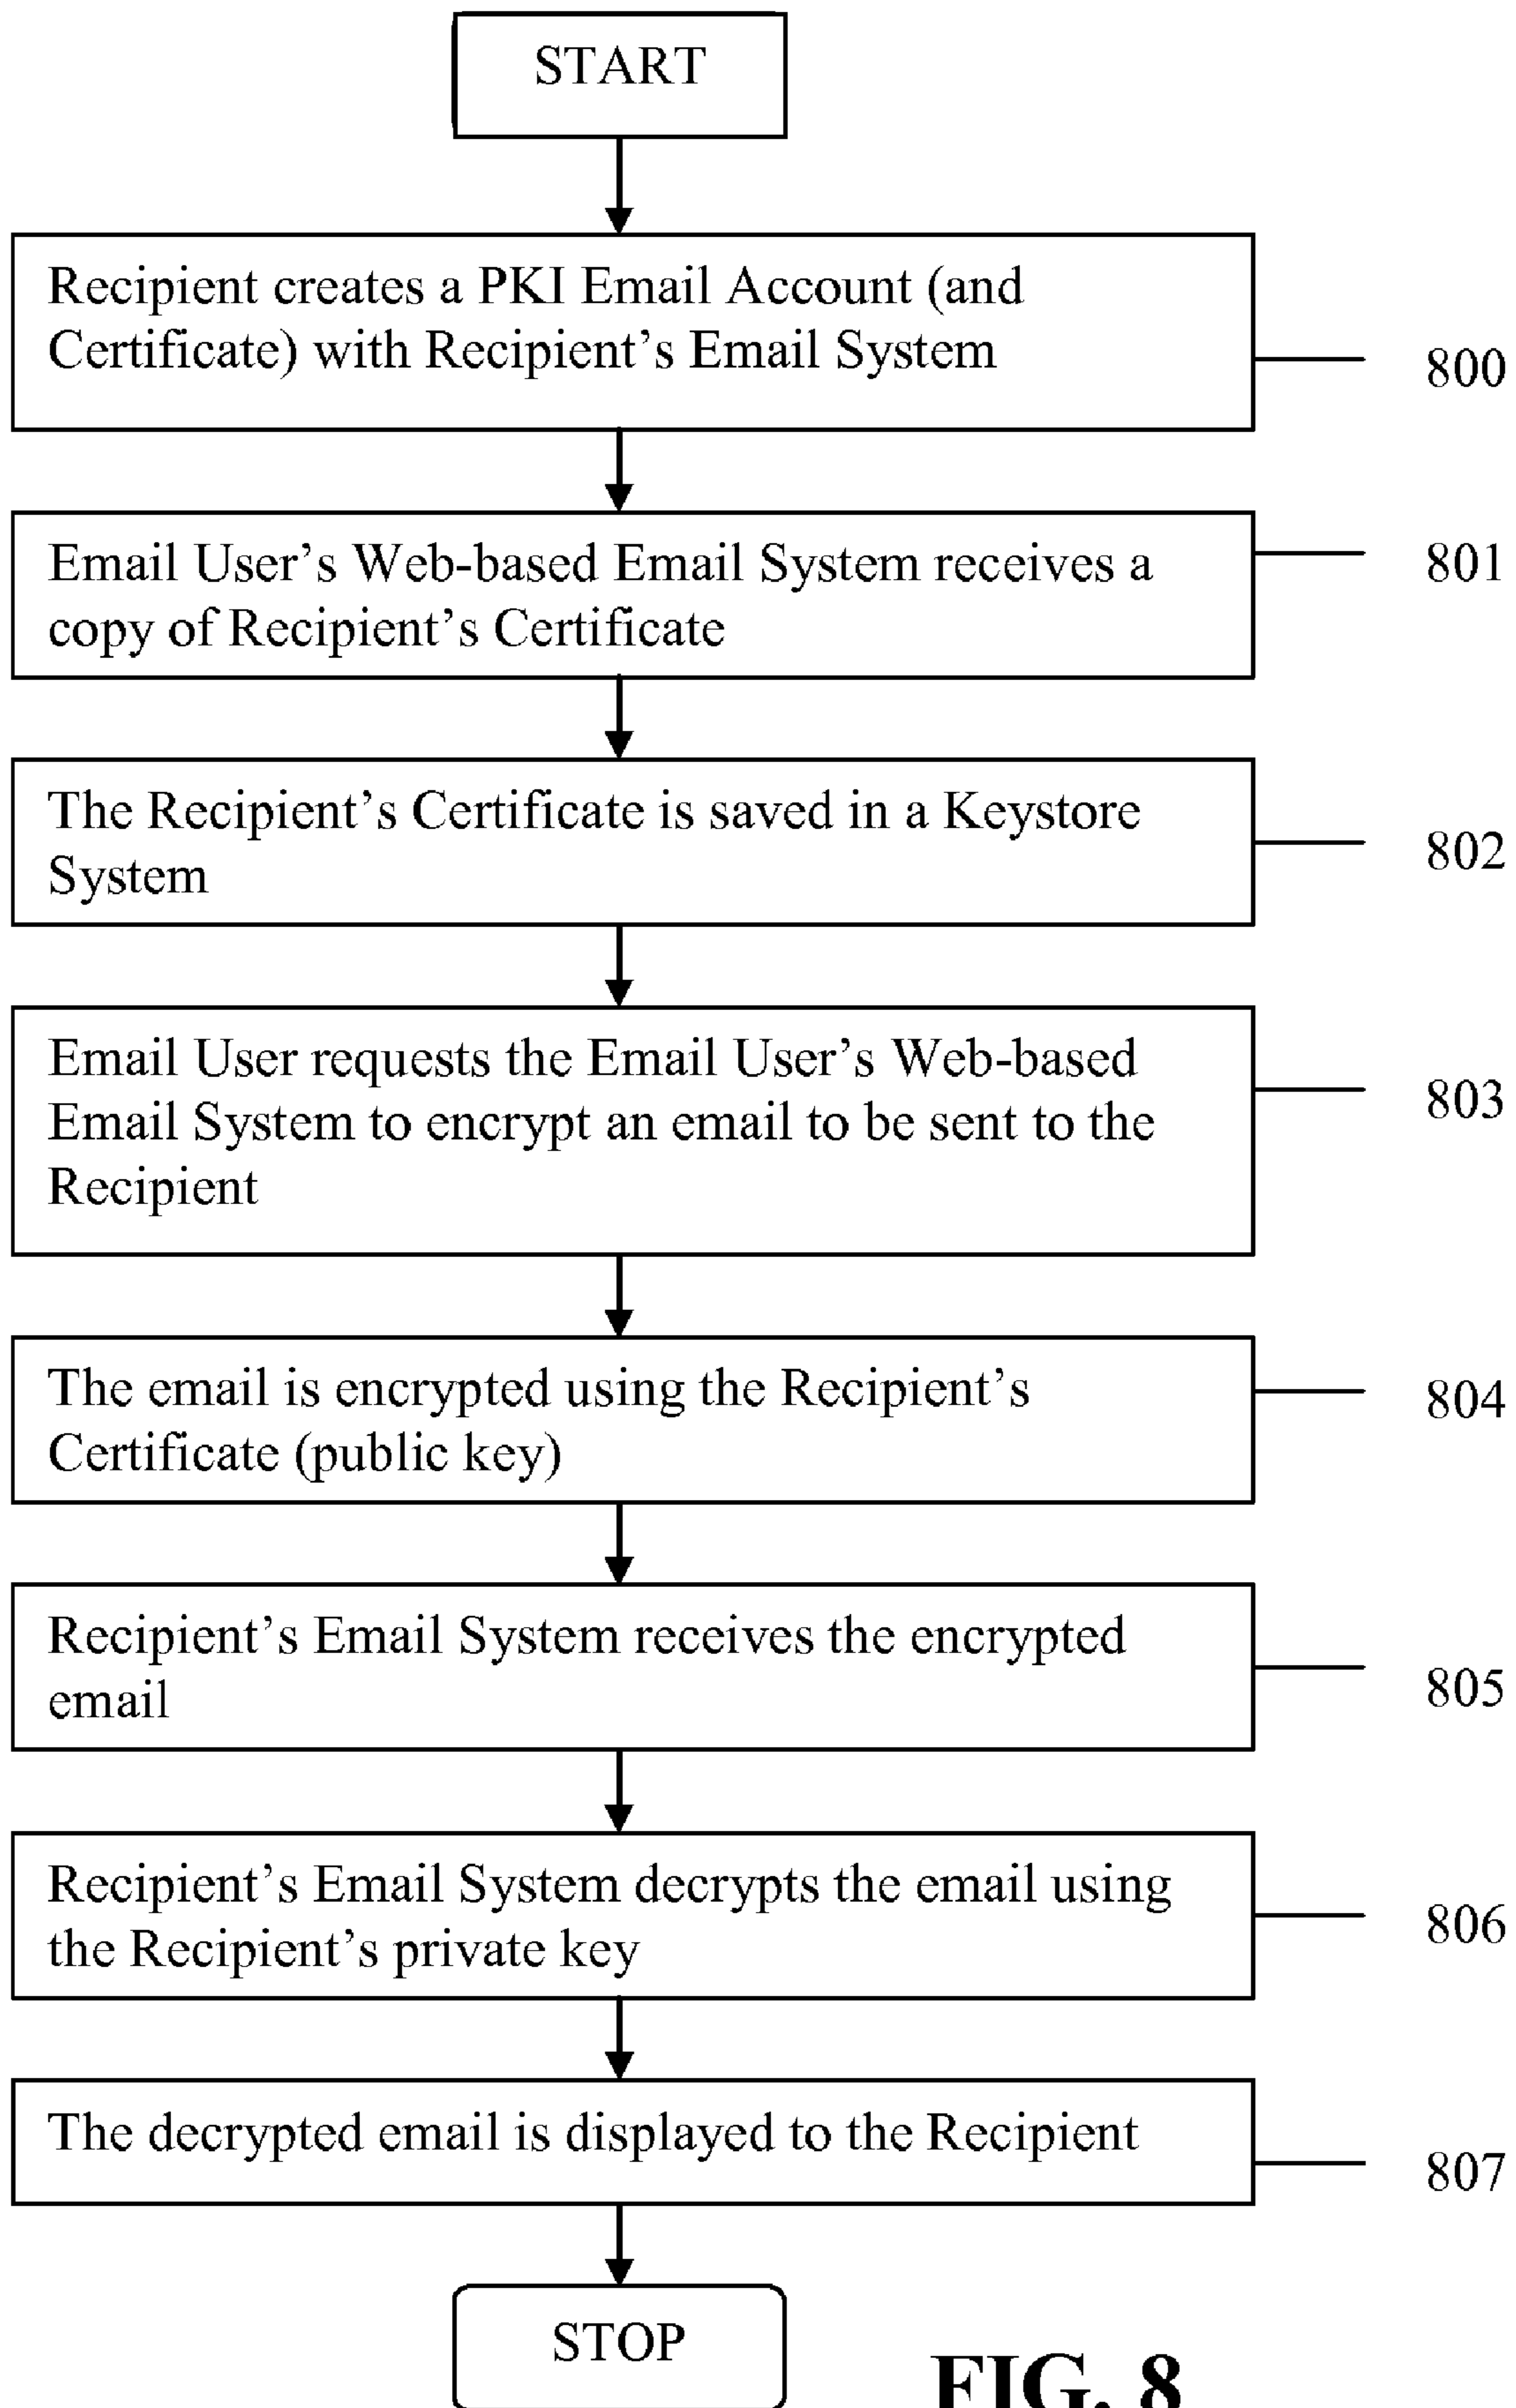 START
Recipient creates a PKI Email Account (and
Certificate) with Recipient's Email System
800
Email User's Web-based Email System receives a
copy of Recipient's Certificate
801
The Recipient's Certificate is saved in a Keystore
System
802
Email User requests the Email User's Web-based
Email System to encrypt an email to be sent to the
Recipient
803
The email is encrypted using the Recipient's
Certificate (public key)
804
Recipient's Email System receives the encrypted
email
805
Recipient's Email System decrypts the email using
the Recipient's private key
806
The decrypted email is displayed to the Recipient
807
STOP
FIG. 8